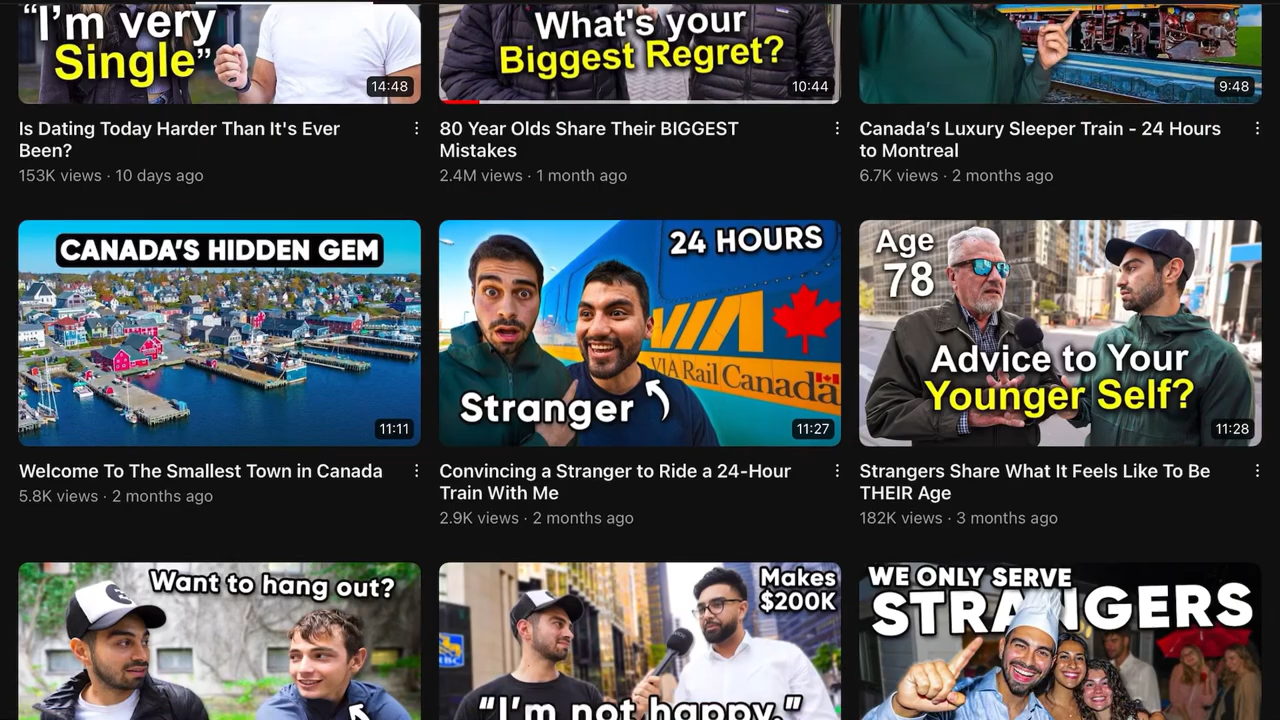 “I'm very
Single”
14:48
What's your
Biggest Regret?
10:44
9:48
Is Dating Today Harder Than It's Ever
Been?
153K views · 10 days ago
80 Year Olds Share Their BIGGEST
Mistakes
2.4M views · 1 month ago
Canada’s Luxury Sleeper Train - 24 Hours
to Montreal
6.7K views · 2 months ago
CANADA'S HIDDEN GEM
11:11
24 HOURS
VIA
VIA Rail Canada
Stranger
11:27
Age
78
Advice to Your
Younger Self?
11:28
Welcome To The Smallest Town in Canada
5.8K views · 2 months ago
Convincing a Stranger to Ride a 24-Hour
Train With Me
2.9K views · 2 months ago
Strangers Share What It Feels Like To Be
THEIR Age
182K views · 3 months ago
Want to hang out?
Makes
$200K
RBC
“I'm not happy.”
WE ONLY SERVE
STRANGERS